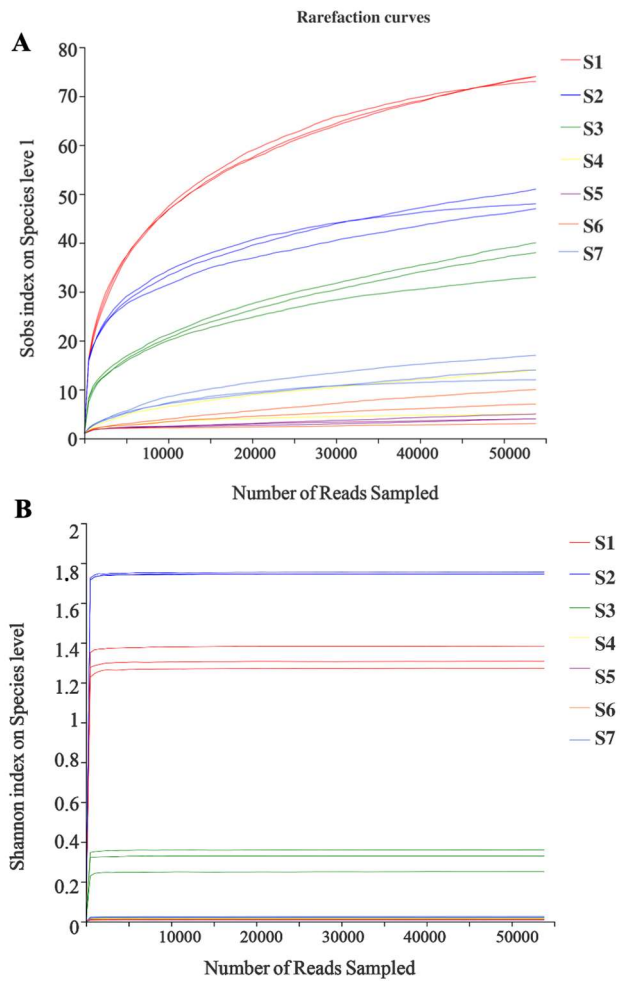 Rarefaction curves
A
Sobs index on Species leve 1
80
70
60
50
40
30
20
10
0
10000 20000 30000 40000 50000
Number of Reads Sampled
S1
S2
S3
S4
S5
S6
S7
B
Shannon index on Species level
2
1.8
1.6
1.4
1.2
1
0.8
0.6
0.4
0.2
0
10000 20000 30000 40000 50000
Number of Reads Sampled
S1
S2
S3
S4
S5
S6
S7